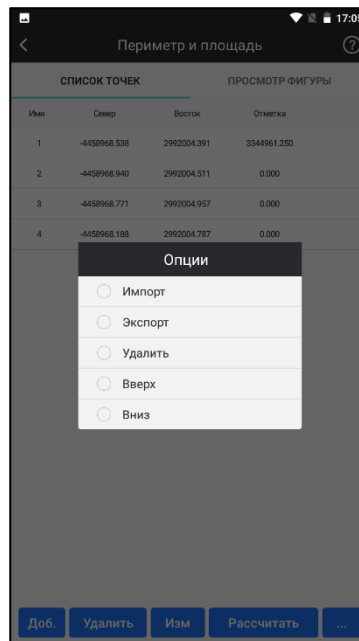 17:05
Периметр и площадь ?
СПИСОК ТОЧЕК ПРОСМОТР ФИГУРЫ
Имя Север Восток Отметка
1 -4458968.538 2992004.391 3344961.250
2 -4458968.940 2992004.511 0.000
3 -4458968.771 2992004.957 0.000
4 -4458968.188 2992004.787 0.000
Опции
Импорт
Экспорт
Удалить
Вверх
Вниз
Доб. Удалить Изм Рассчитать ...